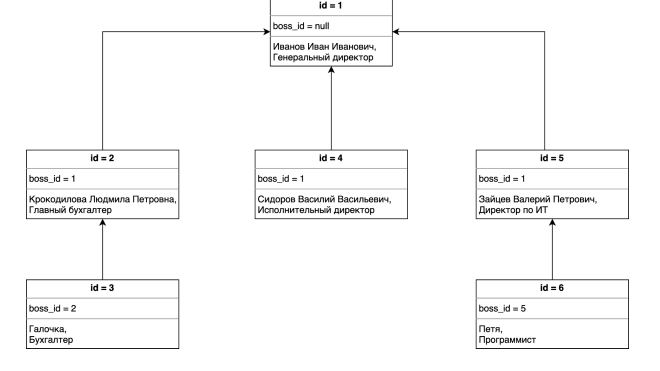 id = 1
boss_id = null
Иванов Иван Иванович,
Генеральный директор
id = 2
boss_id = 1
Крокодилова Людмила Петровна,
Главный бухгалтер
id = 4
boss_id = 1
Сидоров Василий Васильевич,
Исполнительный директор
id = 5
boss_id = 1
Зайцев Валерий Петрович,
Директор по ИТ
id = 3
boss_id = 2
Галочка,
Бухгалтер
id = 6
boss_id = 5
Петя,
Программист